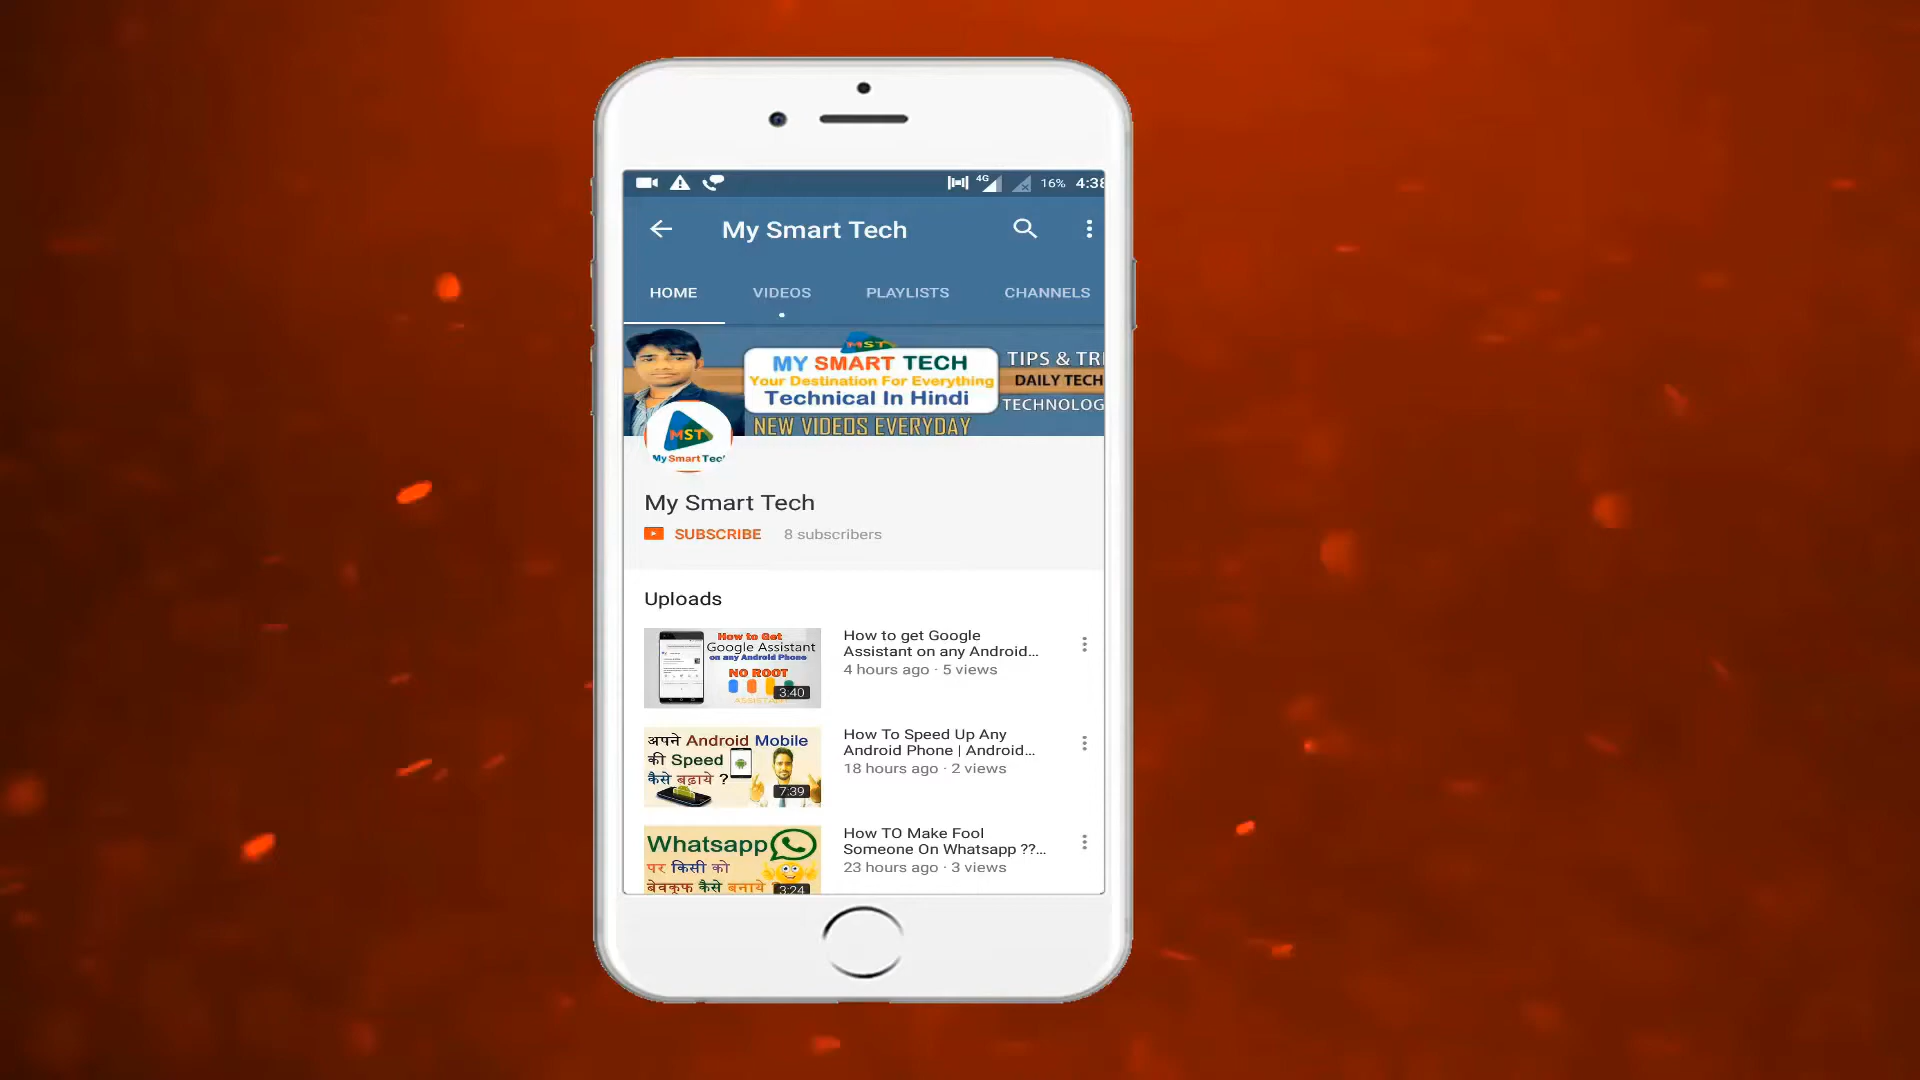 4G 16% 4:38
My Smart Tech
HOME VIDEOS PLAYLISTS CHANNELS
MST
MY SMART TECH
Your Destination For Everything
Technical In Hindi
NEW VIDEOS EVERYDAY
TIPS & TRI
DAILY TECH
TECHNOLOG
MST
My Smart Tech
My Smart Tech
SUBSCRIBE 8 subscribers
Uploads
How to Get
Google Assistant
on any Android Phone
NO ROOT
3:40
How to get Google
Assistant on any Android...
4 hours ago · 5 views
अपने Android Mobile
की Speed
कैसे बढ़ाये ?
7:39
How To Speed Up Any
Android Phone | Android...
18 hours ago · 2 views
Whatsapp
पर किसी को
बेवकूफ कैसे बनाये
3:24
How TO Make Fool
Someone On Whatsapp ??...
23 hours ago · 3 views